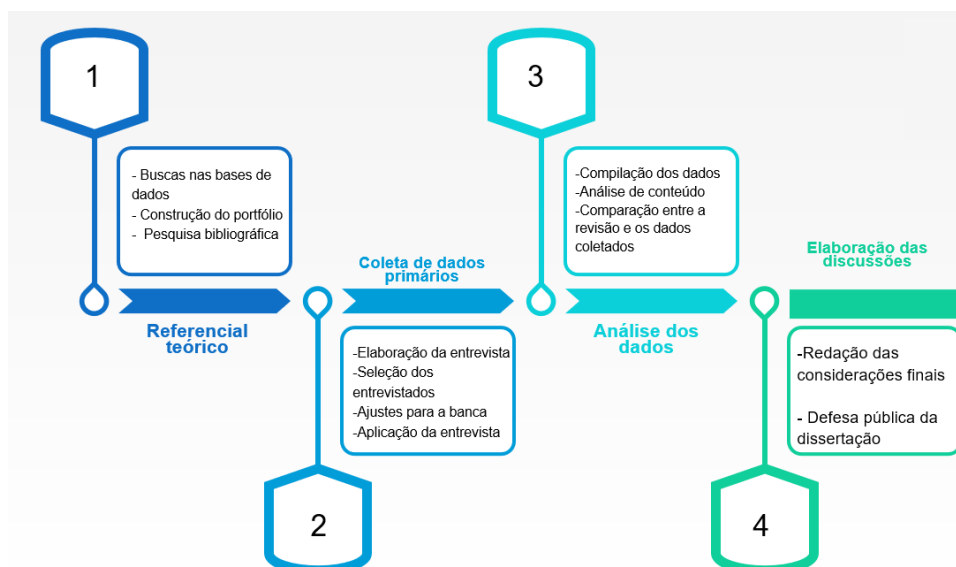 1
- Buscas nas bases de
dados
- Construção do portfólio
- Pesquisa bibliográfica
Referencial
teórico
Coleta de dados
primários
-Elaboração da entrevista
-Seleção dos
entrevistados
-Ajustes para a banca
-Aplicação da entrevista
2
3
-Compilação dos dados
-Análise de conteúdo
-Comparação entre a
revisão e os dados
coletados
Análise dos
dados
Elaboração das
discussões
-Redação das
considerações finais
- Defesa pública da
dissertação
4